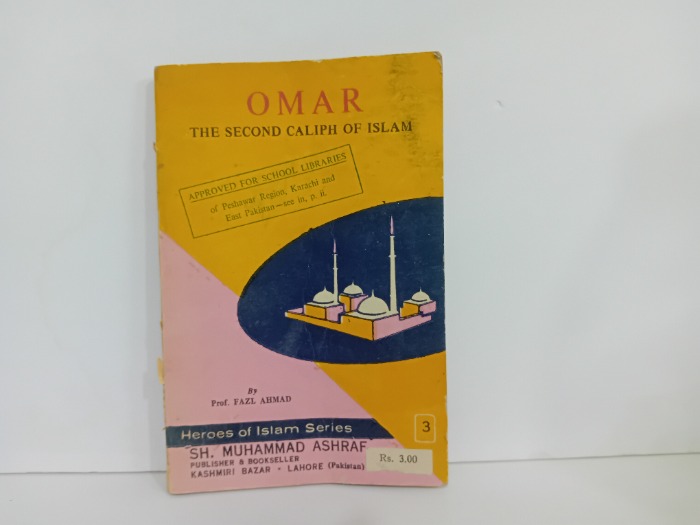 OMAR
THE SECOND CALIPH OF ISLAM
APPROVED FOR SCHOOL LIBRARIES
of Peshawar Region, Karachi and
East Pakistan—see in, p. ii.
By
Prof. FAZL AHMAD
Heroes of Islam Series 3
SH. MUHAMMAD ASHRAF
PUBLISHER & BOOKSELLER
KASHMIRI BAZAR - LAHORE (Pakistan)
Rs. 3.00